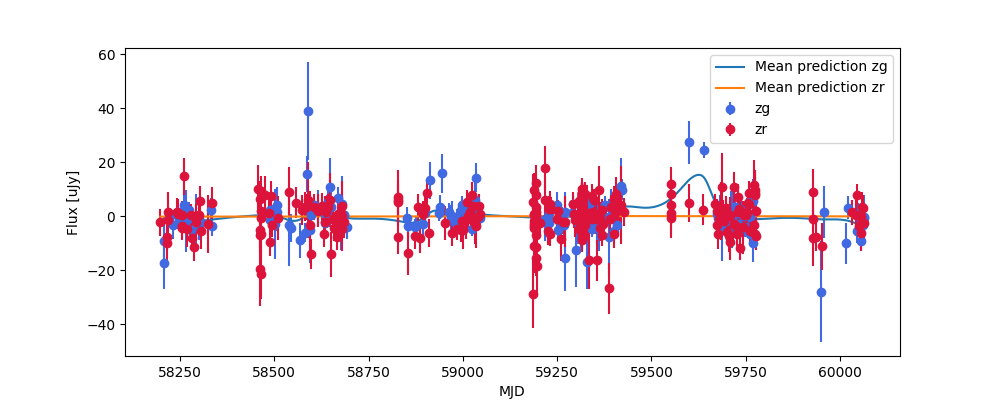 60
40
20
0
−20
−40
Flux [uJy]
58250
58500
58750
59000
59250
59500
59750
60000
MJD
Mean prediction zg
Mean prediction zr
zg
zr